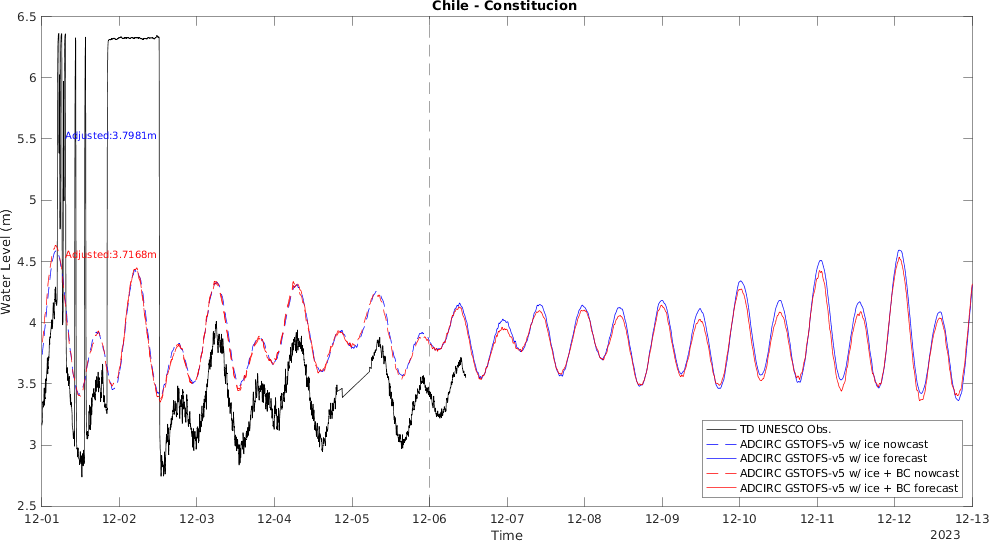 Chile - Constitucion
6.5
6
5.5
5
4.5
4
3.5
3
2.5
Water Level (m)
Adjusted:3.7981m
Adjusted:3.7168m
TD UNESCO Obs.
ADCIRC GSTOFS-v5 w/ ice nowcast
ADCIRC GSTOFS-v5 w/ ice forecast
ADCIRC GSTOFS-v5 w/ ice + BC nowcast
ADCIRC GSTOFS-v5 w/ ice + BC forecast
12-01 12-02 12-03 12-04 12-05 12-06 12-07 12-08 12-09 12-10 12-11 12-12 12-13
Time
2023